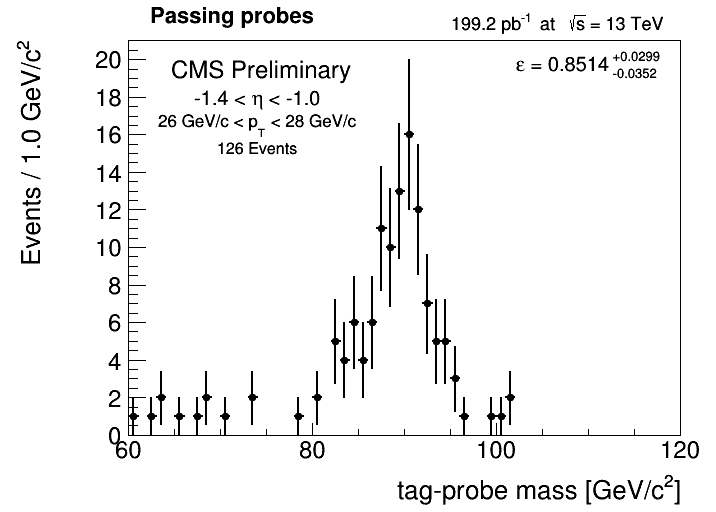 Passing probes
199.2 pb⁻¹ at √s = 13 TeV
Events / 1.0 GeV/c²
CMS Preliminary
-1.4 < η < -1.0
26 GeV/c < p_T < 28 GeV/c
126 Events
ε = 0.8514 +0.0299 -0.0352
20
18
16
14
12
10
8
6
4
2
0
60 80 100 120
tag-probe mass [GeV/c²]